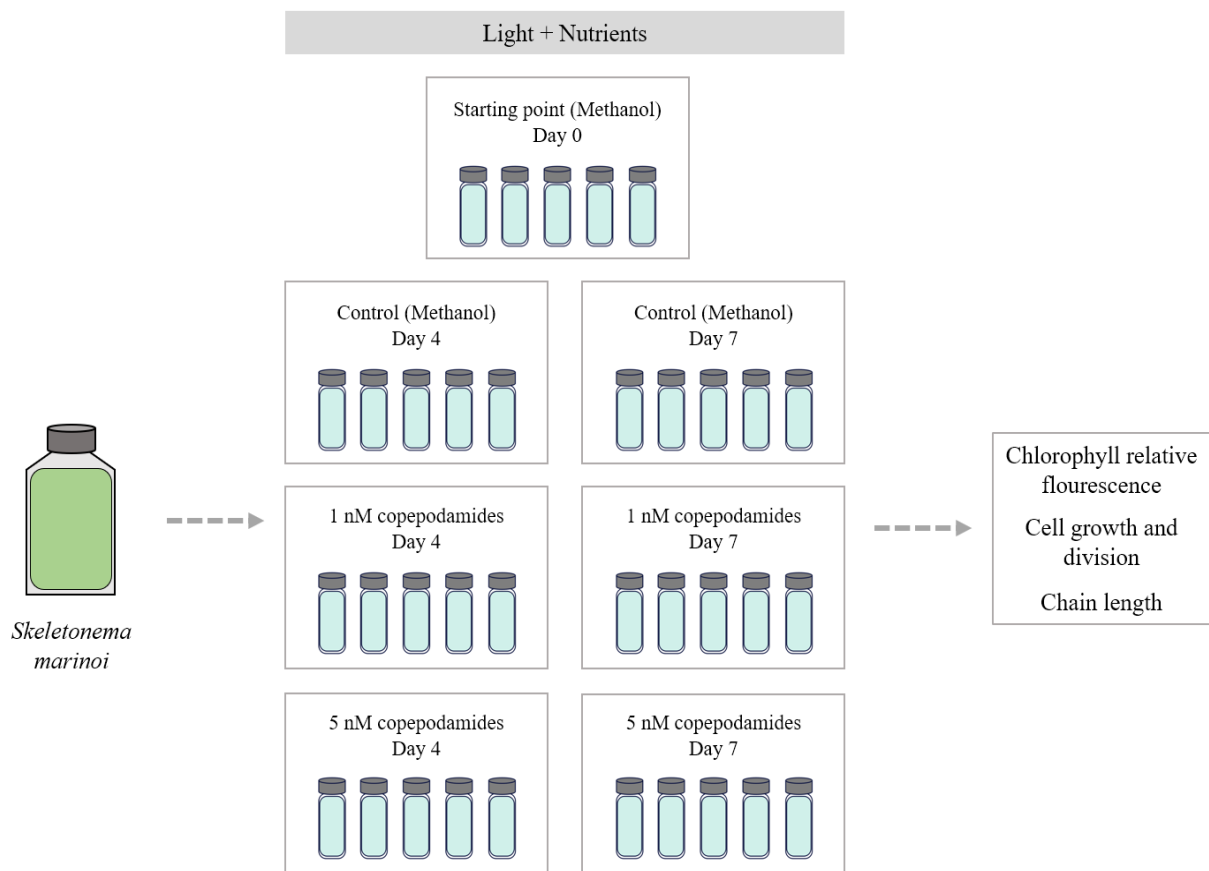 Light + Nutrients
Starting point (Methanol)
Day 0
Control (Methanol)
Day 4
Control (Methanol)
Day 7
1 nM copepodamides
Day 4
1 nM copepodamides
Day 7
5 nM copepodamides
Day 4
5 nM copepodamides
Day 7
Skeletonema
marinoi
Chlorophyll relative
flourescence
Cell growth and
division
Chain length